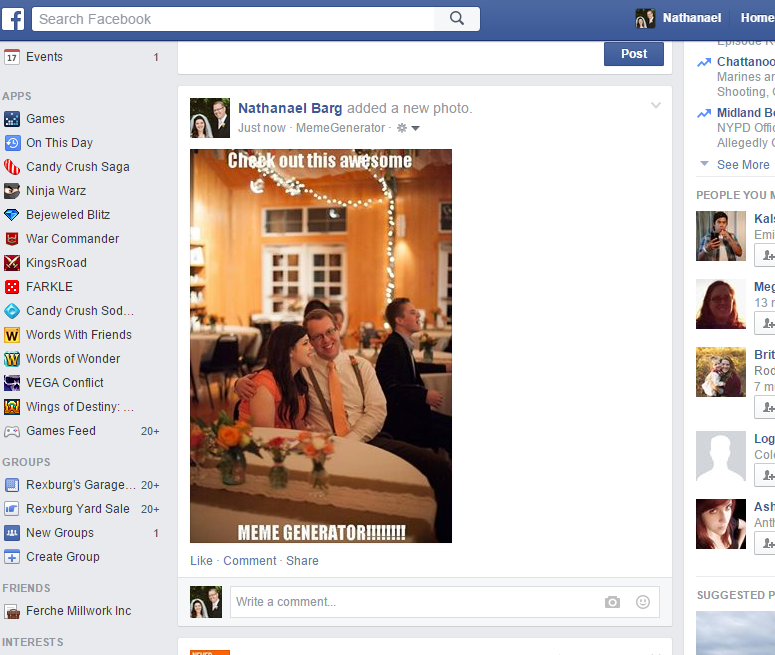 Search Facebook
Nathanael
Home
17
Events
1
APPS
Games
On This Day
Candy Crush Saga
Ninja Warz
Bejeweled Blitz
War Commander
KingsRoad
FARKLE
Candy Crush Sod...
Words With Friends
Words of Wonder
VEGA Conflict
Wings of Destiny: ...
Games Feed
20+
GROUPS
Rexburg's Garage...
20+
Rexburg Yard Sale
20+
New Groups
1
Create Group
FRIENDS
Ferche Millwork Inc
INTERESTS
Post
Nathanael Barg added a new photo.
Just now · MemeGenerator ·
Check out this awesome
MEME GENERATOR!!!!!!!!
Like · Comment · Share
Write a comment...
Episode R
Chattanoo
Marines ar
Shooting,
Midland B
NYPD Offic
Allegedly
See More
PEOPLE YOU M
Kal
Emi
Meg
13 r
Brit
Rod
7 m
Log
Col
Ash
Anth
SUGGESTED P